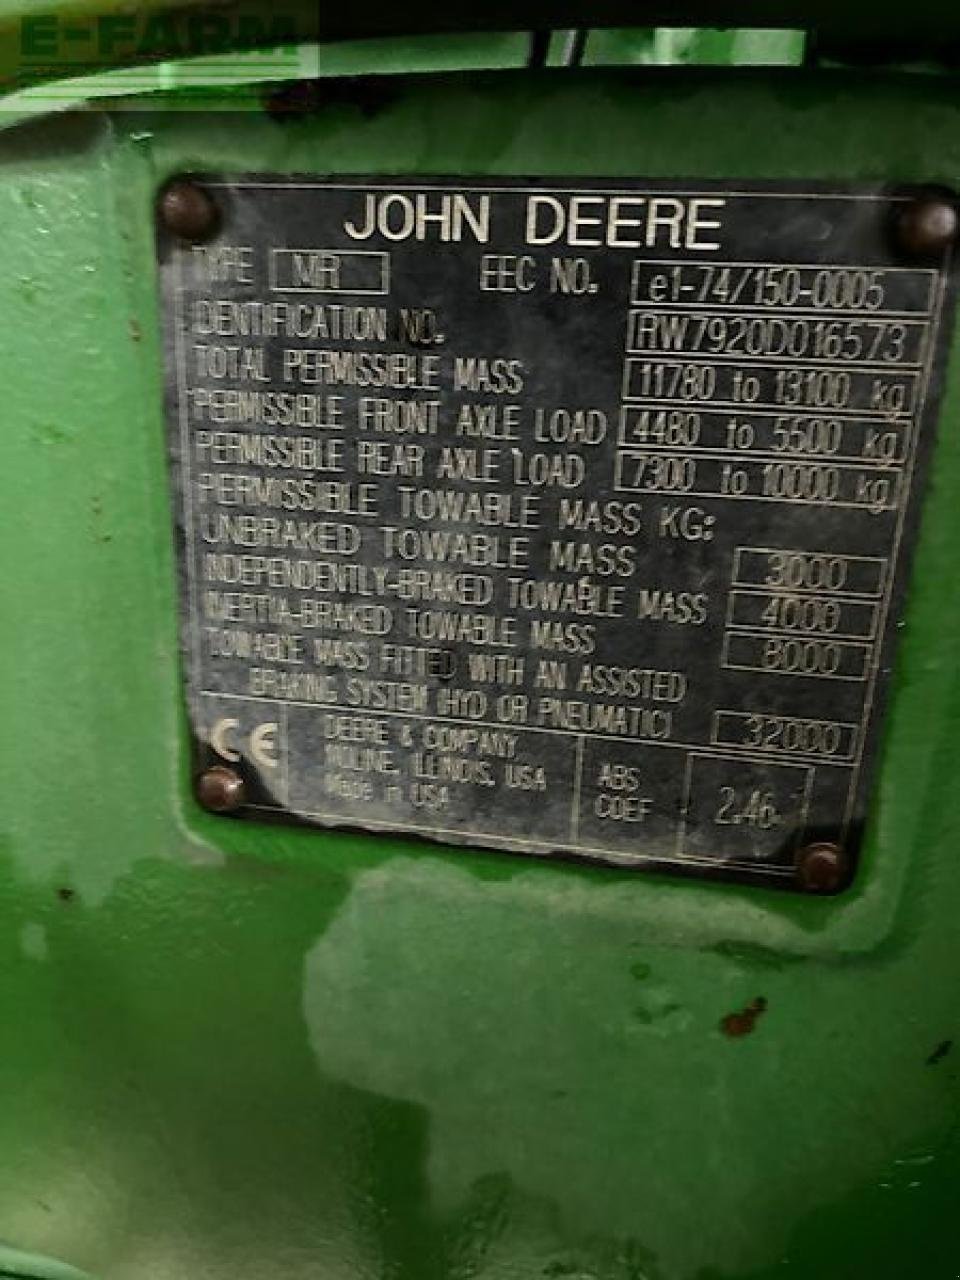 E-FARM
JOHN DEERE
TYPE MR EEC NO. e1-74/150-0005
IDENTIFICATION NO. RW7920D016573
TOTAL PERMISSIBLE MASS 11780 to 13100 kg
PERMISSIBLE FRONT AXLE LOAD 4480 to 5500 kg
PERMISSIBLE REAR AXLE LOAD 7300 to 10000 kg
PERMISSIBLE TOWABLE MASS KG:
UNBRAKED TOWABLE MASS 3000
INDEPENDENTLY-BRAKED TOWABLE MASS 4000
INERTIA-BRAKED TOWABLE MASS 8000
TOWABLE MASS FITTED WITH AN ASSISTED
BRAKING SYSTEM (HYD OR PNEUMATIC) 32000
CE
DEERE & COMPANY
MOLINE, ILLINOIS, USA
Made in USA
ABS
COEF
2.46